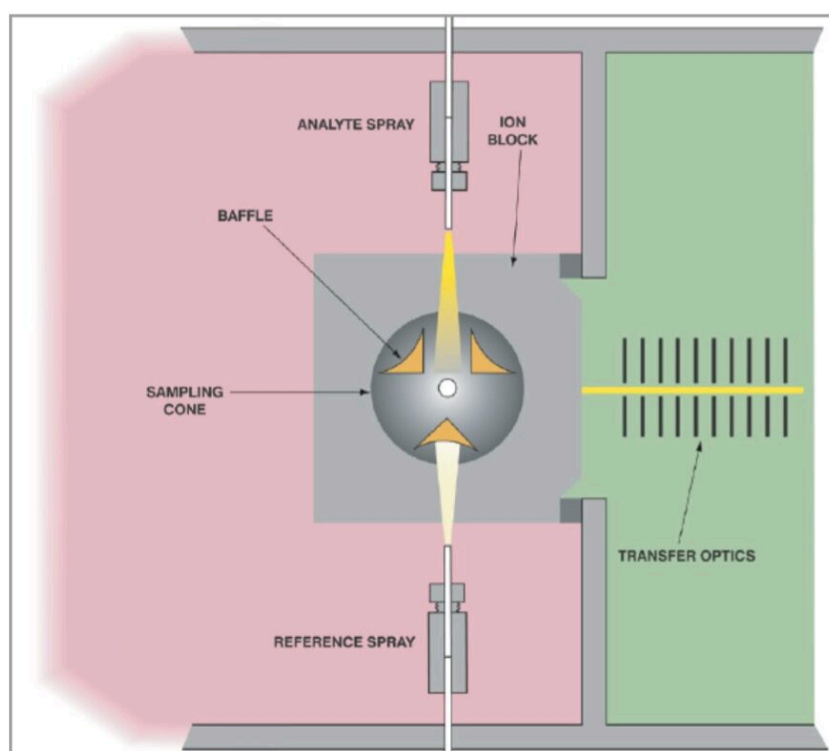 ANALYTE SPRAY
ION
BLOCK
BAFFLE
SAMPLING
CONE
TRANSFER OPTICS
REFERENCE SPRAY